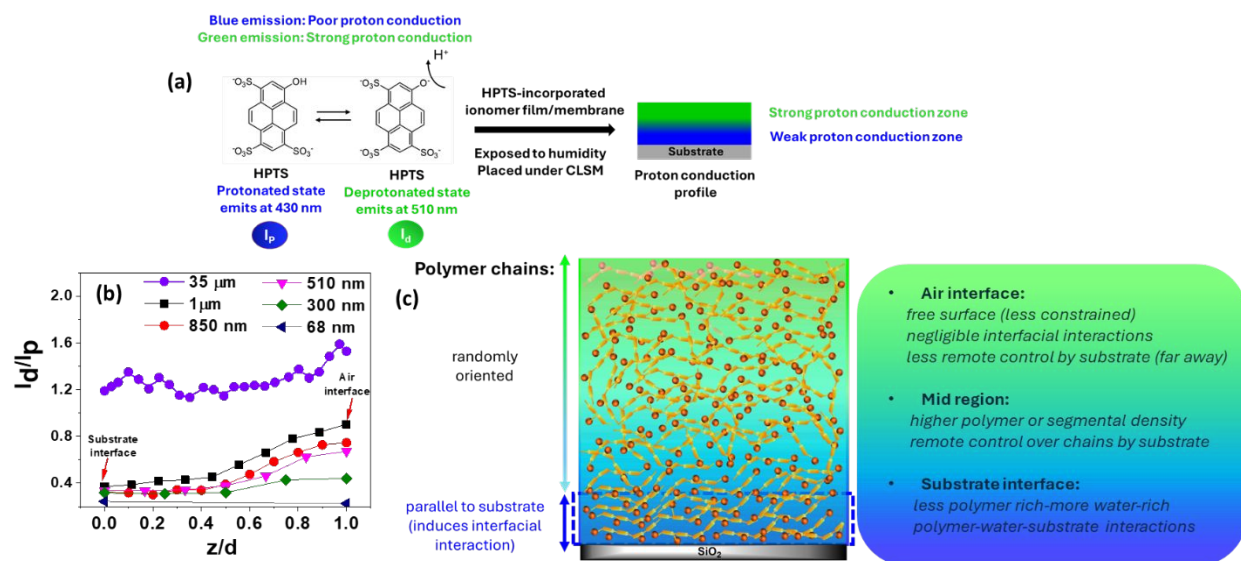 Blue emission: Poor proton conduction
Green emission: Strong proton conduction
(a)
H⁺
⁻O₃S
OH
⁻O₃S
SO₃⁻
HPTS
Protonated state
emits at 430 nm
Iₚ
⁻O₃S
O⁻
⁻O₃S
SO₃⁻
HPTS
Deprotonated state
emits at 510 nm
I_d
HPTS-incorporated
ionomer film/membrane
Exposed to humidity
Placed under CLSM
Substrate
Proton conduction
profile
Strong proton conduction zone
Weak proton conduction zone
(b)
35 μm
1μm
850 nm
510 nm
300 nm
68 nm
I_d/Iₚ
2.0
1.6
1.2
0.8
0.4
Air
interface
Substrate
interface
0.0 0.2 0.4 0.6 0.8 1.0
z/d
Polymer chains:
(c)
randomly
oriented
parallel to substrate
(induces interfacial
interaction)
SiO₂
• Air interface:
free surface (less constrained)
negligible interfacial interactions
less remote control by substrate (far away)
• Mid region:
higher polymer or segmental density
remote control over chains by substrate
• Substrate interface:
less polymer rich-more water-rich
polymer-water-substrate interactions